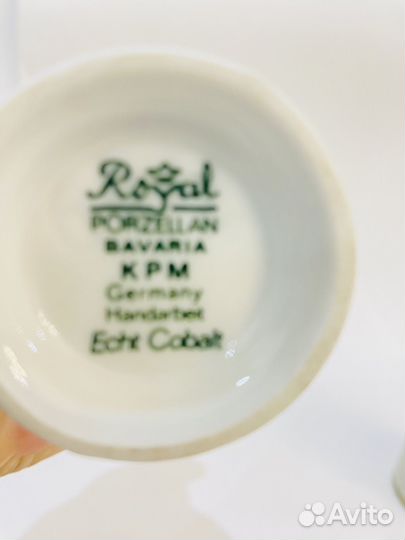 Royal
PORZELLAN
BAVARIA
KPM
Germany
Handarbeit
Echt Cobalt
Avito